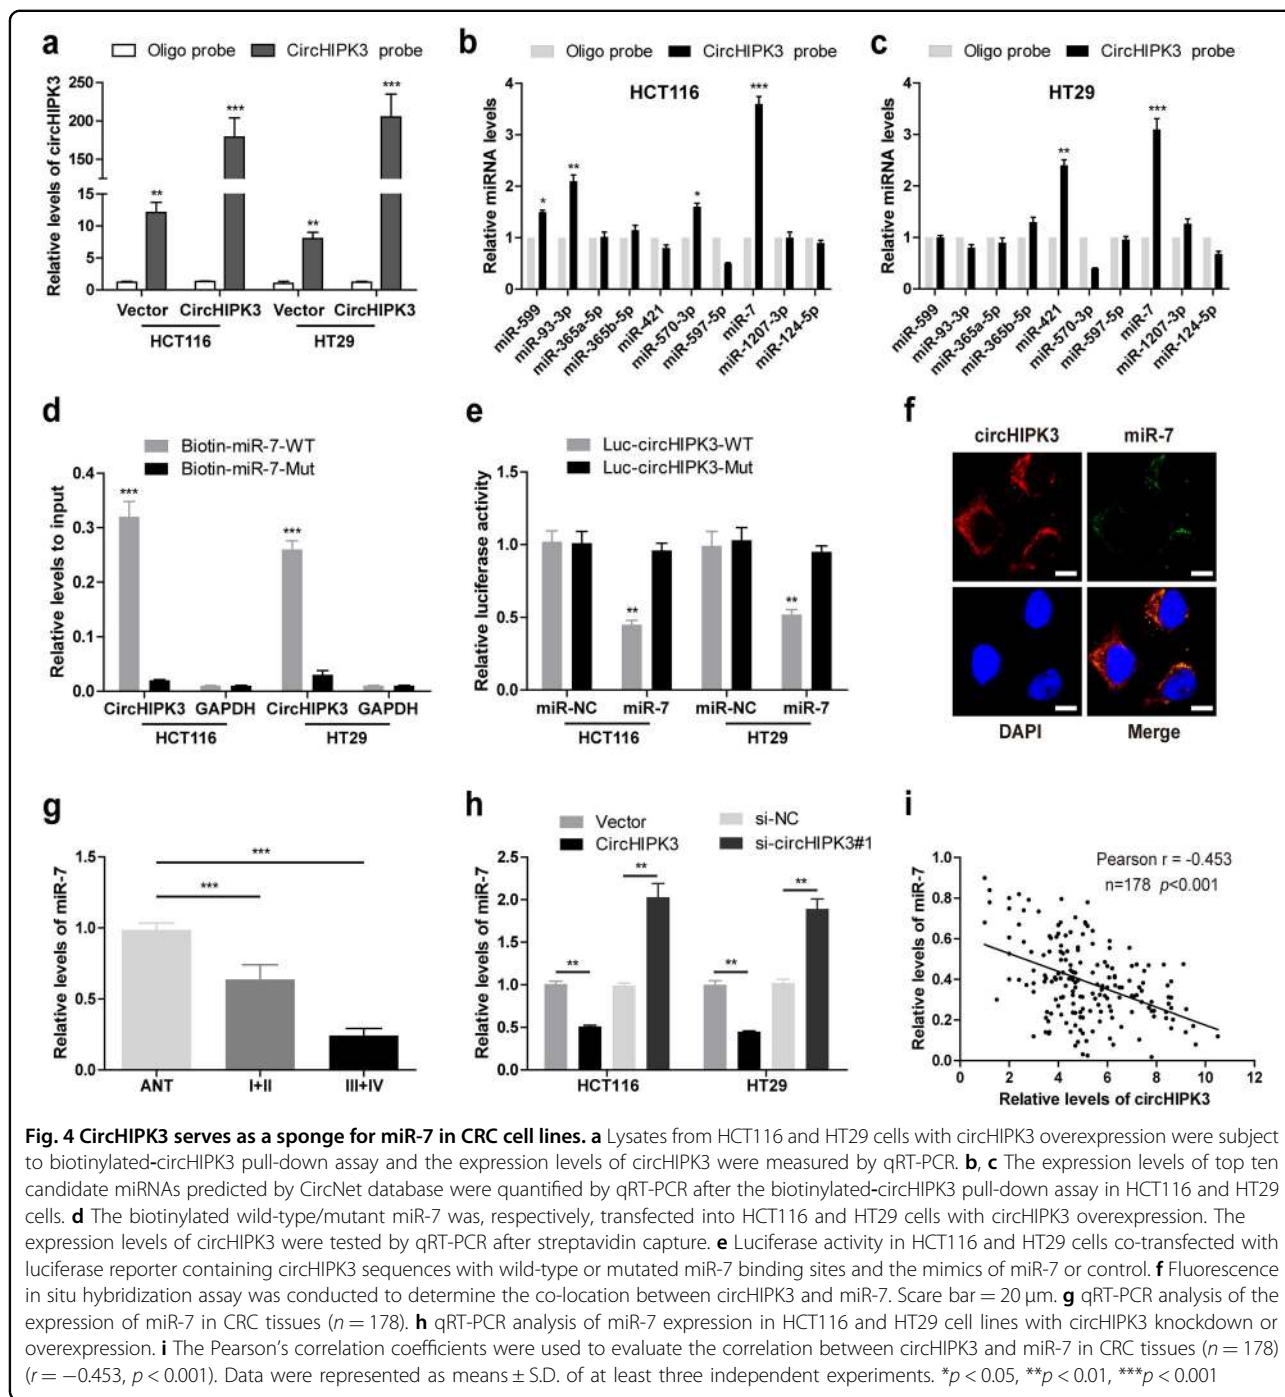 a
Oligo probe CircHIPK3 probe
Relative levels of circHIPK3
250
200
150
100
15
10
5
0
** *** ** ***
Vector CircHIPK3 Vector CircHIPK3
HCT116 HT29
b
Oligo probe CircHIPK3 probe
HCT116
Relative miRNA levels
4
3
2
1
0
* ** * ***
miR-599 miR-93-3p miR-365a-5p miR-365b-5p miR-421 miR-570-3p miR-597-5p miR-7 miR-1207-3p miR-124-5p
c
Oligo probe CircHIPK3 probe
HT29
Relative miRNA levels
4
3
2
1
0
** ***
miR-599 miR-93-3p miR-365a-5p miR-365b-5p miR-421 miR-570-3p miR-597-5p miR-7 miR-1207-3p miR-124-5p
d
Biotin-miR-7-WT
Biotin-miR-7-Mut
Relative levels to input
0.4
0.3
0.2
0.1
0.0
*** ***
CircHIPK3 GAPDH CircHIPK3 GAPDH
HCT116 HT29
e
Luc-circHIPK3-WT
Luc-circHIPK3-Mut
Relative luciferase activity
1.5
1.0
0.5
0.0
** **
miR-NC miR-7 miR-NC miR-7
HCT116 HT29
f
circHIPK3 miR-7
DAPI Merge
g
Relative levels of miR-7
1.5
1.0
0.5
0.0
***
***
ANT I+II III+IV
h
Vector si-NC
CircHIPK3 si-circHIPK3#1
Relative levels of miR-7
2.5
2.0
1.5
1.0
0.5
0.0
** ** ** **
HCT116 HT29
i
Pearson r = -0.453
n=178 p<0.001
Relative levels of miR-7
1.0
0.8
0.6
0.4
0.2
0.0
0 2 4 6 8 10 12
Relative levels of circHIPK3
Fig. 4 CircHIPK3 serves as a sponge for miR-7 in CRC cell lines. a Lysates from HCT116 and HT29 cells with circHIPK3 overexpression were subject
to biotinylated-circHIPK3 pull-down assay and the expression levels of circHIPK3 were measured by qRT-PCR. b, c The expression levels of top ten
candidate miRNAs predicted by CircNet database were quantified by qRT-PCR after the biotinylated-circHIPK3 pull-down assay in HCT116 and HT29
cells. d The biotinylated wild-type/mutant miR-7 was, respectively, transfected into HCT116 and HT29 cells with circHIPK3 overexpression. The
expression levels of circHIPK3 were tested by qRT-PCR after streptavidin capture. e Luciferase activity in HCT116 and HT29 cells co-transfected with
luciferase reporter containing circHIPK3 sequences with wild-type or mutated miR-7 binding sites and the mimics of miR-7 or control. f Fluorescence
in situ hybridization assay was conducted to determine the co-location between circHIPK3 and miR-7. Scare bar = 20 μm. g qRT-PCR analysis of the
expression of miR-7 in CRC tissues (n = 178). h qRT-PCR analysis of miR-7 expression in HCT116 and HT29 cell lines with circHIPK3 knockdown or
overexpression. i The Pearson's correlation coefficients were used to evaluate the correlation between circHIPK3 and miR-7 in CRC tissues (n = 178)
(r = −0.453, p < 0.001). Data were represented as means ± S.D. of at least three independent experiments. *p < 0.05, **p < 0.01, ***p < 0.001